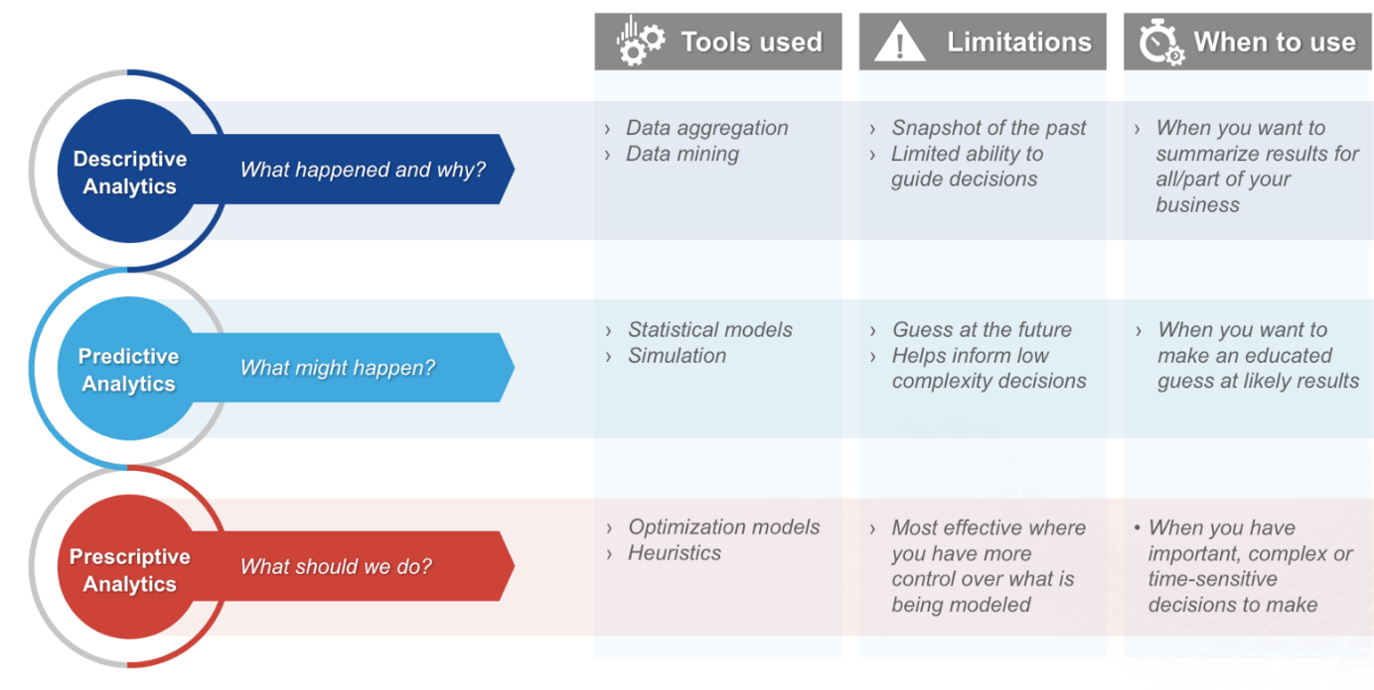 Tools used
Limitations
When to use
Descriptive
Analytics
What happened and why?
› Data aggregation
› Data mining
› Snapshot of the past
› Limited ability to
guide decisions
› When you want to
summarize results for
all/part of your
business
Predictive
Analytics
What might happen?
› Statistical models
› Simulation
› Guess at the future
› Helps inform low
complexity decisions
› When you want to
make an educated
guess at likely results
Prescriptive
Analytics
What should we do?
› Optimization models
› Heuristics
› Most effective where
you have more
control over what is
being modeled
• When you have
important, complex or
time-sensitive
decisions to make